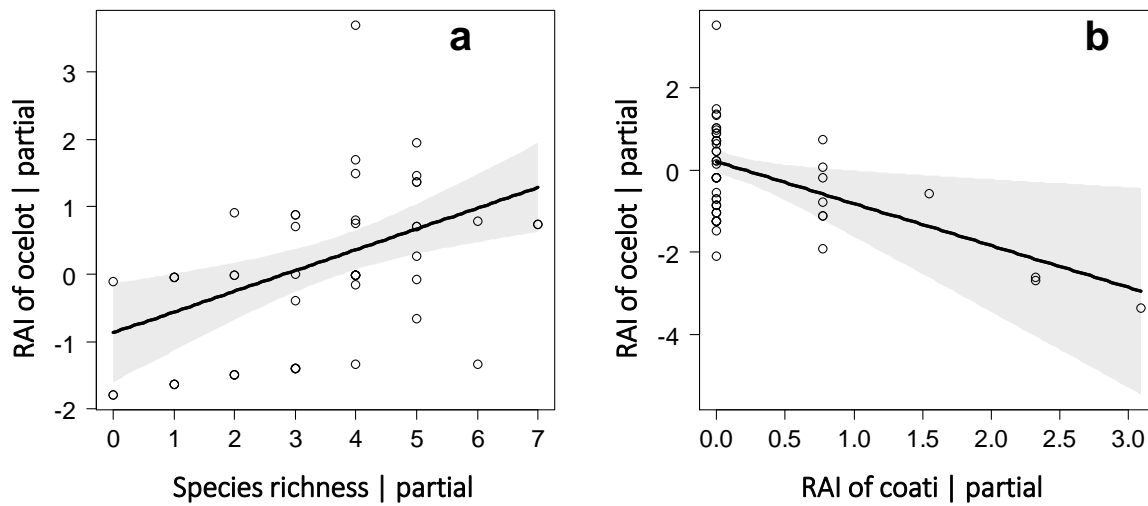 a
3
2
1
0
-1
-2
RAI of ocelot | partial
0 1 2 3 4 5 6 7
Species richness | partial
b
2
0
-2
-4
RAI of ocelot | partial
0.0 0.5 1.0 1.5 2.0 2.5 3.0
RAI of coati | partial